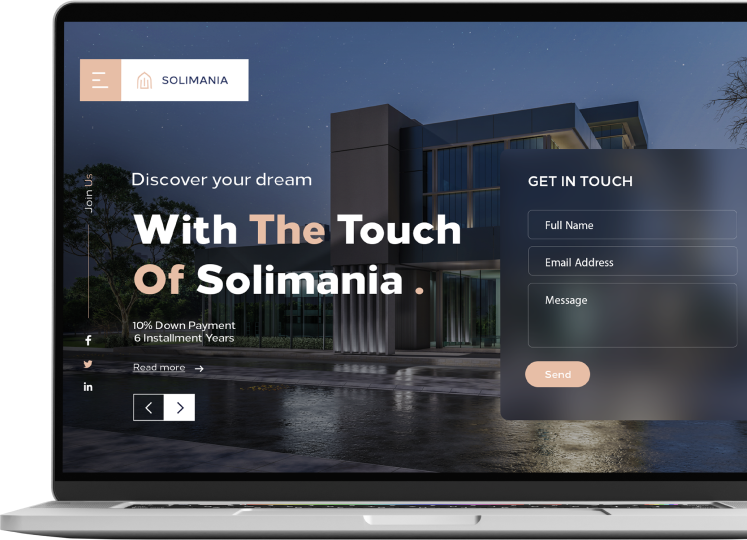 SOLIMANIA
Join Us
Discover your dream
With The Touch
Of Solimania .
10% Down Payment
6 Installment Years
Read more
GET IN TOUCH
Full Name
Email Address
Message
Send